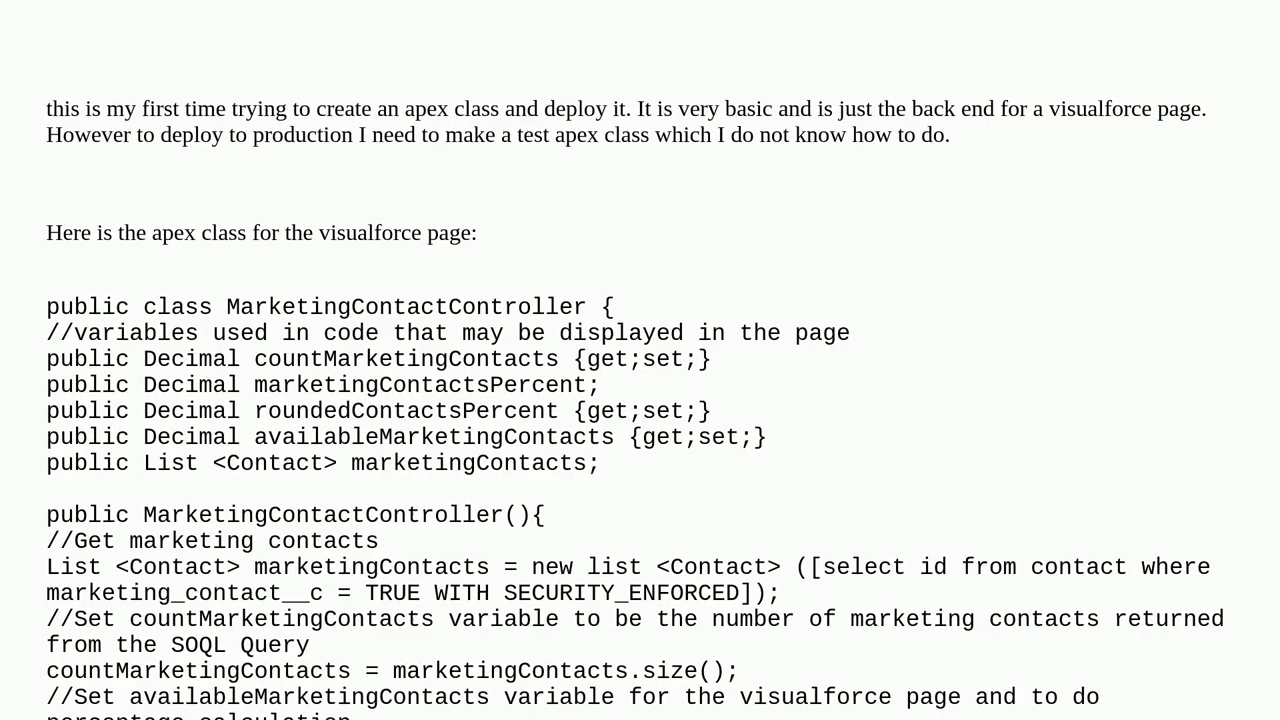 this is my first time trying to create an apex class and deploy it. It is very basic and is just the back end for a visualforce page.
However to deploy to production I need to make a test apex class which I do not know how to do.
Here is the apex class for the visualforce page:
public class MarketingContactController {
//variables used in code that may be displayed in the page
public Decimal countMarketingContacts {get;set;}
public Decimal marketingContactsPercent;
public Decimal roundedContactsPercent {get;set;}
public Decimal availableMarketingContacts {get;set;}
public List <Contact> marketingContacts;
public MarketingContactController(){
//Get marketing contacts
List <Contact> marketingContacts = new list <Contact> ([select id from contact where
marketing_contact__c = TRUE WITH SECURITY_ENFORCED]);
//Set countMarketingContacts variable to be the number of marketing contacts returned
from the SOQL Query
countMarketingContacts = marketingContacts.size();
//Set availableMarketingContacts variable for the visualforce page and to do
percentage calculation